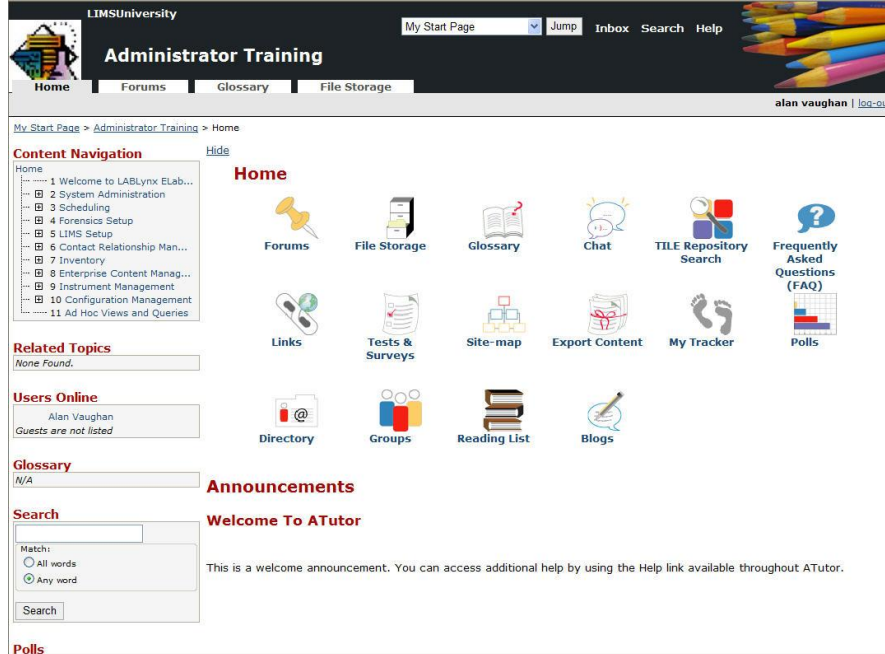 LIMSUniversity
My Start Page
Jump
Inbox Search Help
Administrator Training
Home Forums Glossary File Storage
alan vaughan |
My Start Page > Administrator Training > Home
Content Navigation
Home
1 Welcome to LABLynx ELab...
2 System Administration
3 Scheduling
4 Forensics Setup
5 LIMS Setup
6 Contact Relationship Man...
7 Inventory
8 Enterprise Content Manag...
9 Instrument Management
10 Configuration Management
11 Ad Hoc Views and Queries
Related Topics
None Found.
Users Online
Alan Vaughan
Guests are not listed
Glossary
N/A
Search
Match:
All words
Any word
Search
Polls
Hide
Home
Forums
File Storage
Glossary
Chat
TILE Repository
Search
Frequently
Asked
Questions
(FAQ)
Links
Tests &
Surveys
Site-map
Export Content
My Tracker
Polls
Directory
Groups
Reading List
Blogs
Announcements
Welcome To ATutor
This is a welcome announcement. You can access additional help by using the Help link available throughout ATutor.